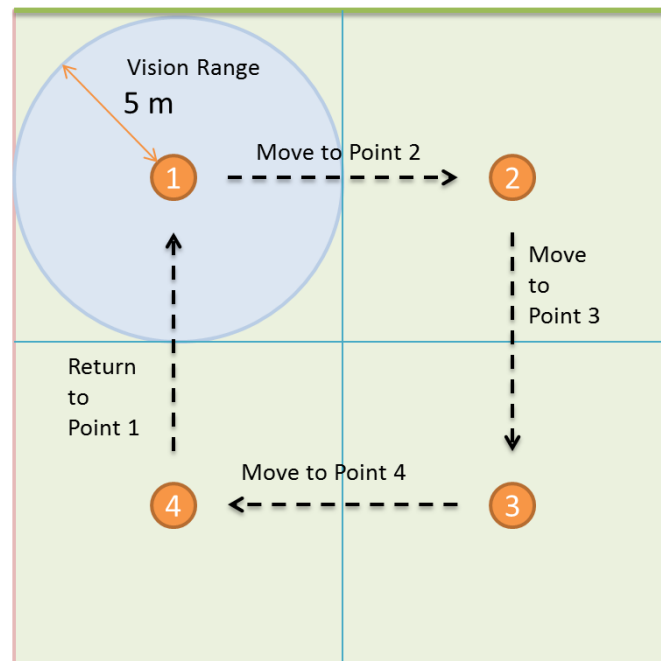 Vision Range
5 m
1
Move to Point 2
2
Move
to
Point 3
Return
to
Point 1
Move to Point 4
4
3